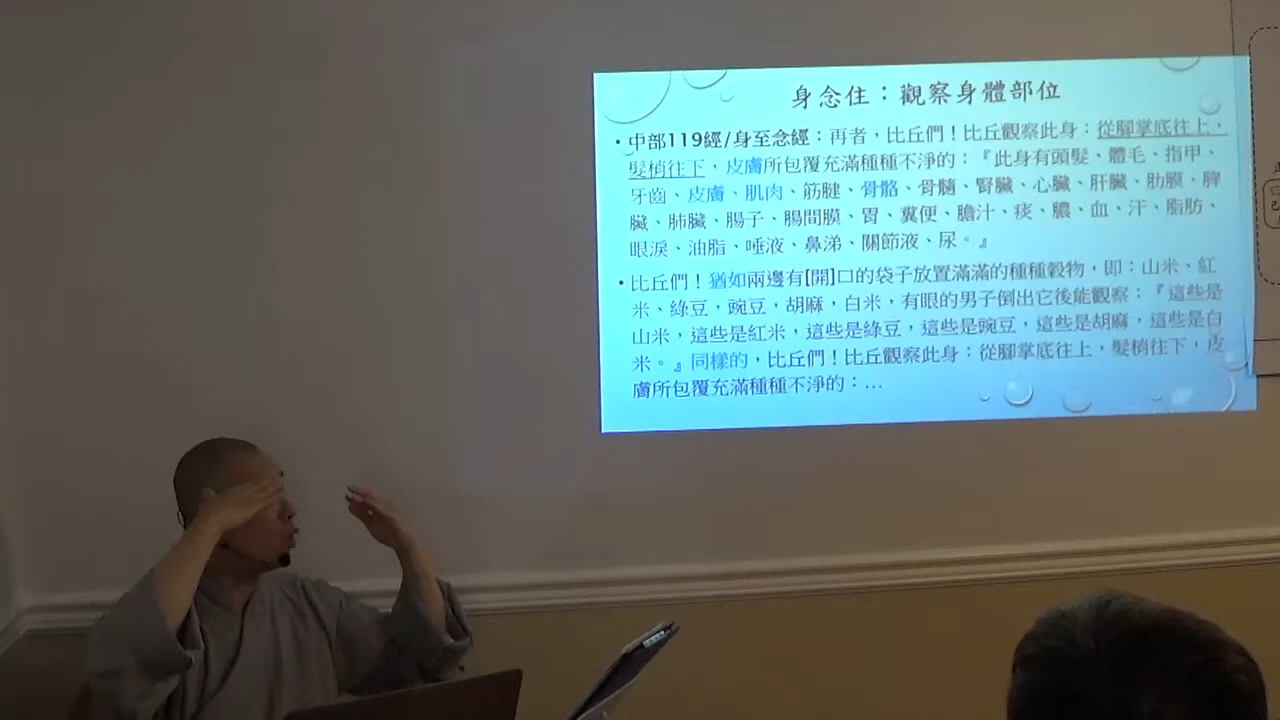 身念住：觀察身體部位
• 中部119經/身至念經：再者，比丘們！比丘觀察此身：從腳掌底往上，
髮梢往下，皮膚所包覆充滿種種不淨的：『此身有頭髮、體毛、指甲、
牙齒、皮膚、肌肉、筋腱、骨骼、骨髓、腎臟、心臟、肝臟、肋膜、脾
臟、肺臟、腸子、腸間膜、胃、糞便、膽汁、痰、膿、血、汗、脂肪、
眼淚、油脂、唾液、鼻涕、關節液、尿。』
• 比丘們！猶如兩邊有[開]口的袋子放置滿滿的種種穀物，即：山米、紅
米、綠豆，豌豆，胡麻，白米，有眼的男子倒出它後能觀察：『這些是
山米，這些是紅米，這些是綠豆，這些是豌豆，這些是胡麻，這些是白
米。』同樣的，比丘們！比丘觀察此身：從腳掌底往上，髮梢往下，皮
膚所包覆充滿種種不淨的：…